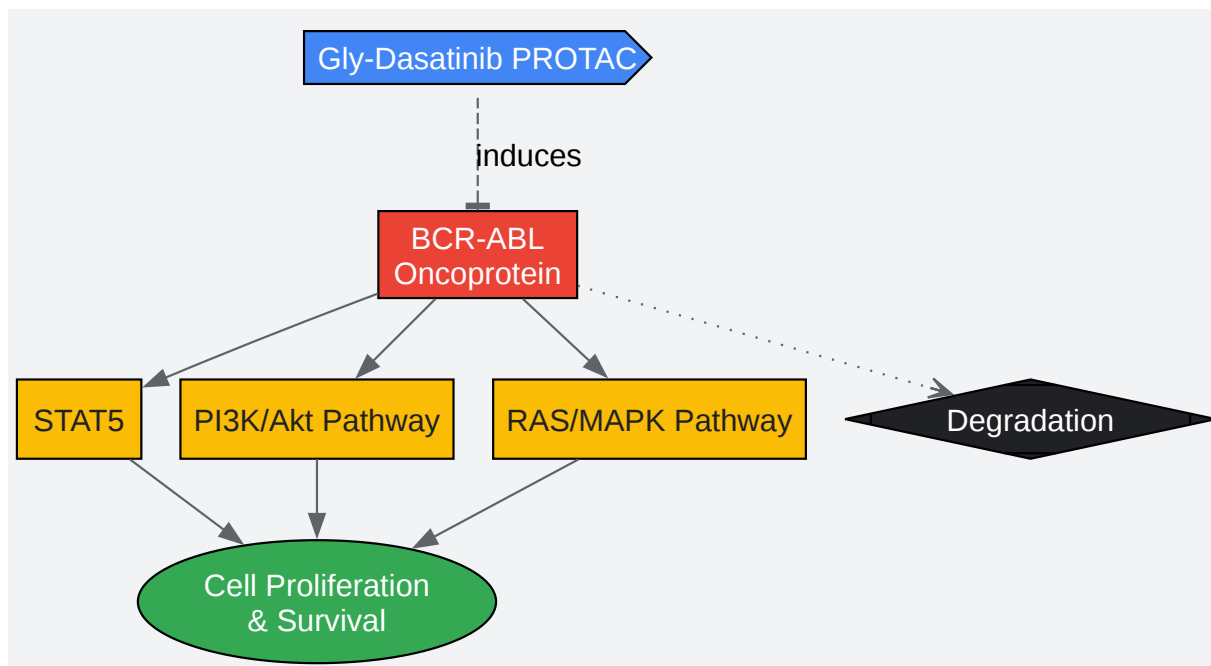 Gly-Dasatinib PROTAC
induces
BCR-ABL
Oncoprotein
STAT5
PI3K/Akt Pathway
RAS/MAPK Pathway
Degradation
Cell Proliferation
& Survival